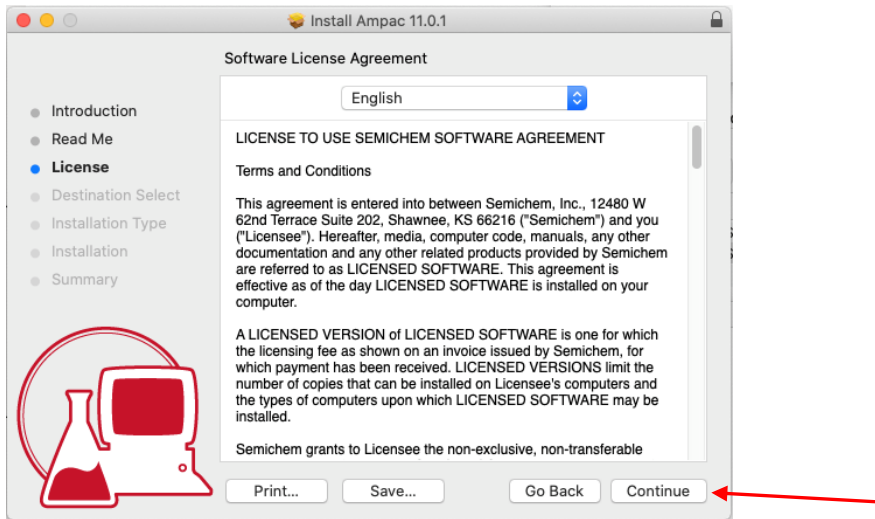 Install Ampac 11.0.1
Software License Agreement
Introduction
Read Me
License
Destination Select
Installation Type
Installation
Summary
English
LICENSE TO USE SEMICHEM SOFTWARE AGREEMENT
Terms and Conditions
This agreement is entered into between Semichem, Inc., 12480 W
62nd Terrace Suite 202, Shawnee, KS 66216 ("Semichem") and you
("Licensee"). Hereafter, media, computer code, manuals, any other
documentation and any other related products provided by Semichem
are referred to as LICENSED SOFTWARE. This agreement is
effective as of the day LICENSED SOFTWARE is installed on your
computer.
A LICENSED VERSION of LICENSED SOFTWARE is one for which
the licensing fee as shown on an invoice issued by Semichem, for
which payment has been received. LICENSED VERSIONS limit the
number of copies that can be installed on Licensee's computers and
the types of computers upon which LICENSED SOFTWARE may be
installed.
Semichem grants to Licensee the non-exclusive, non-transferable
Print...
Save...
Go Back
Continue